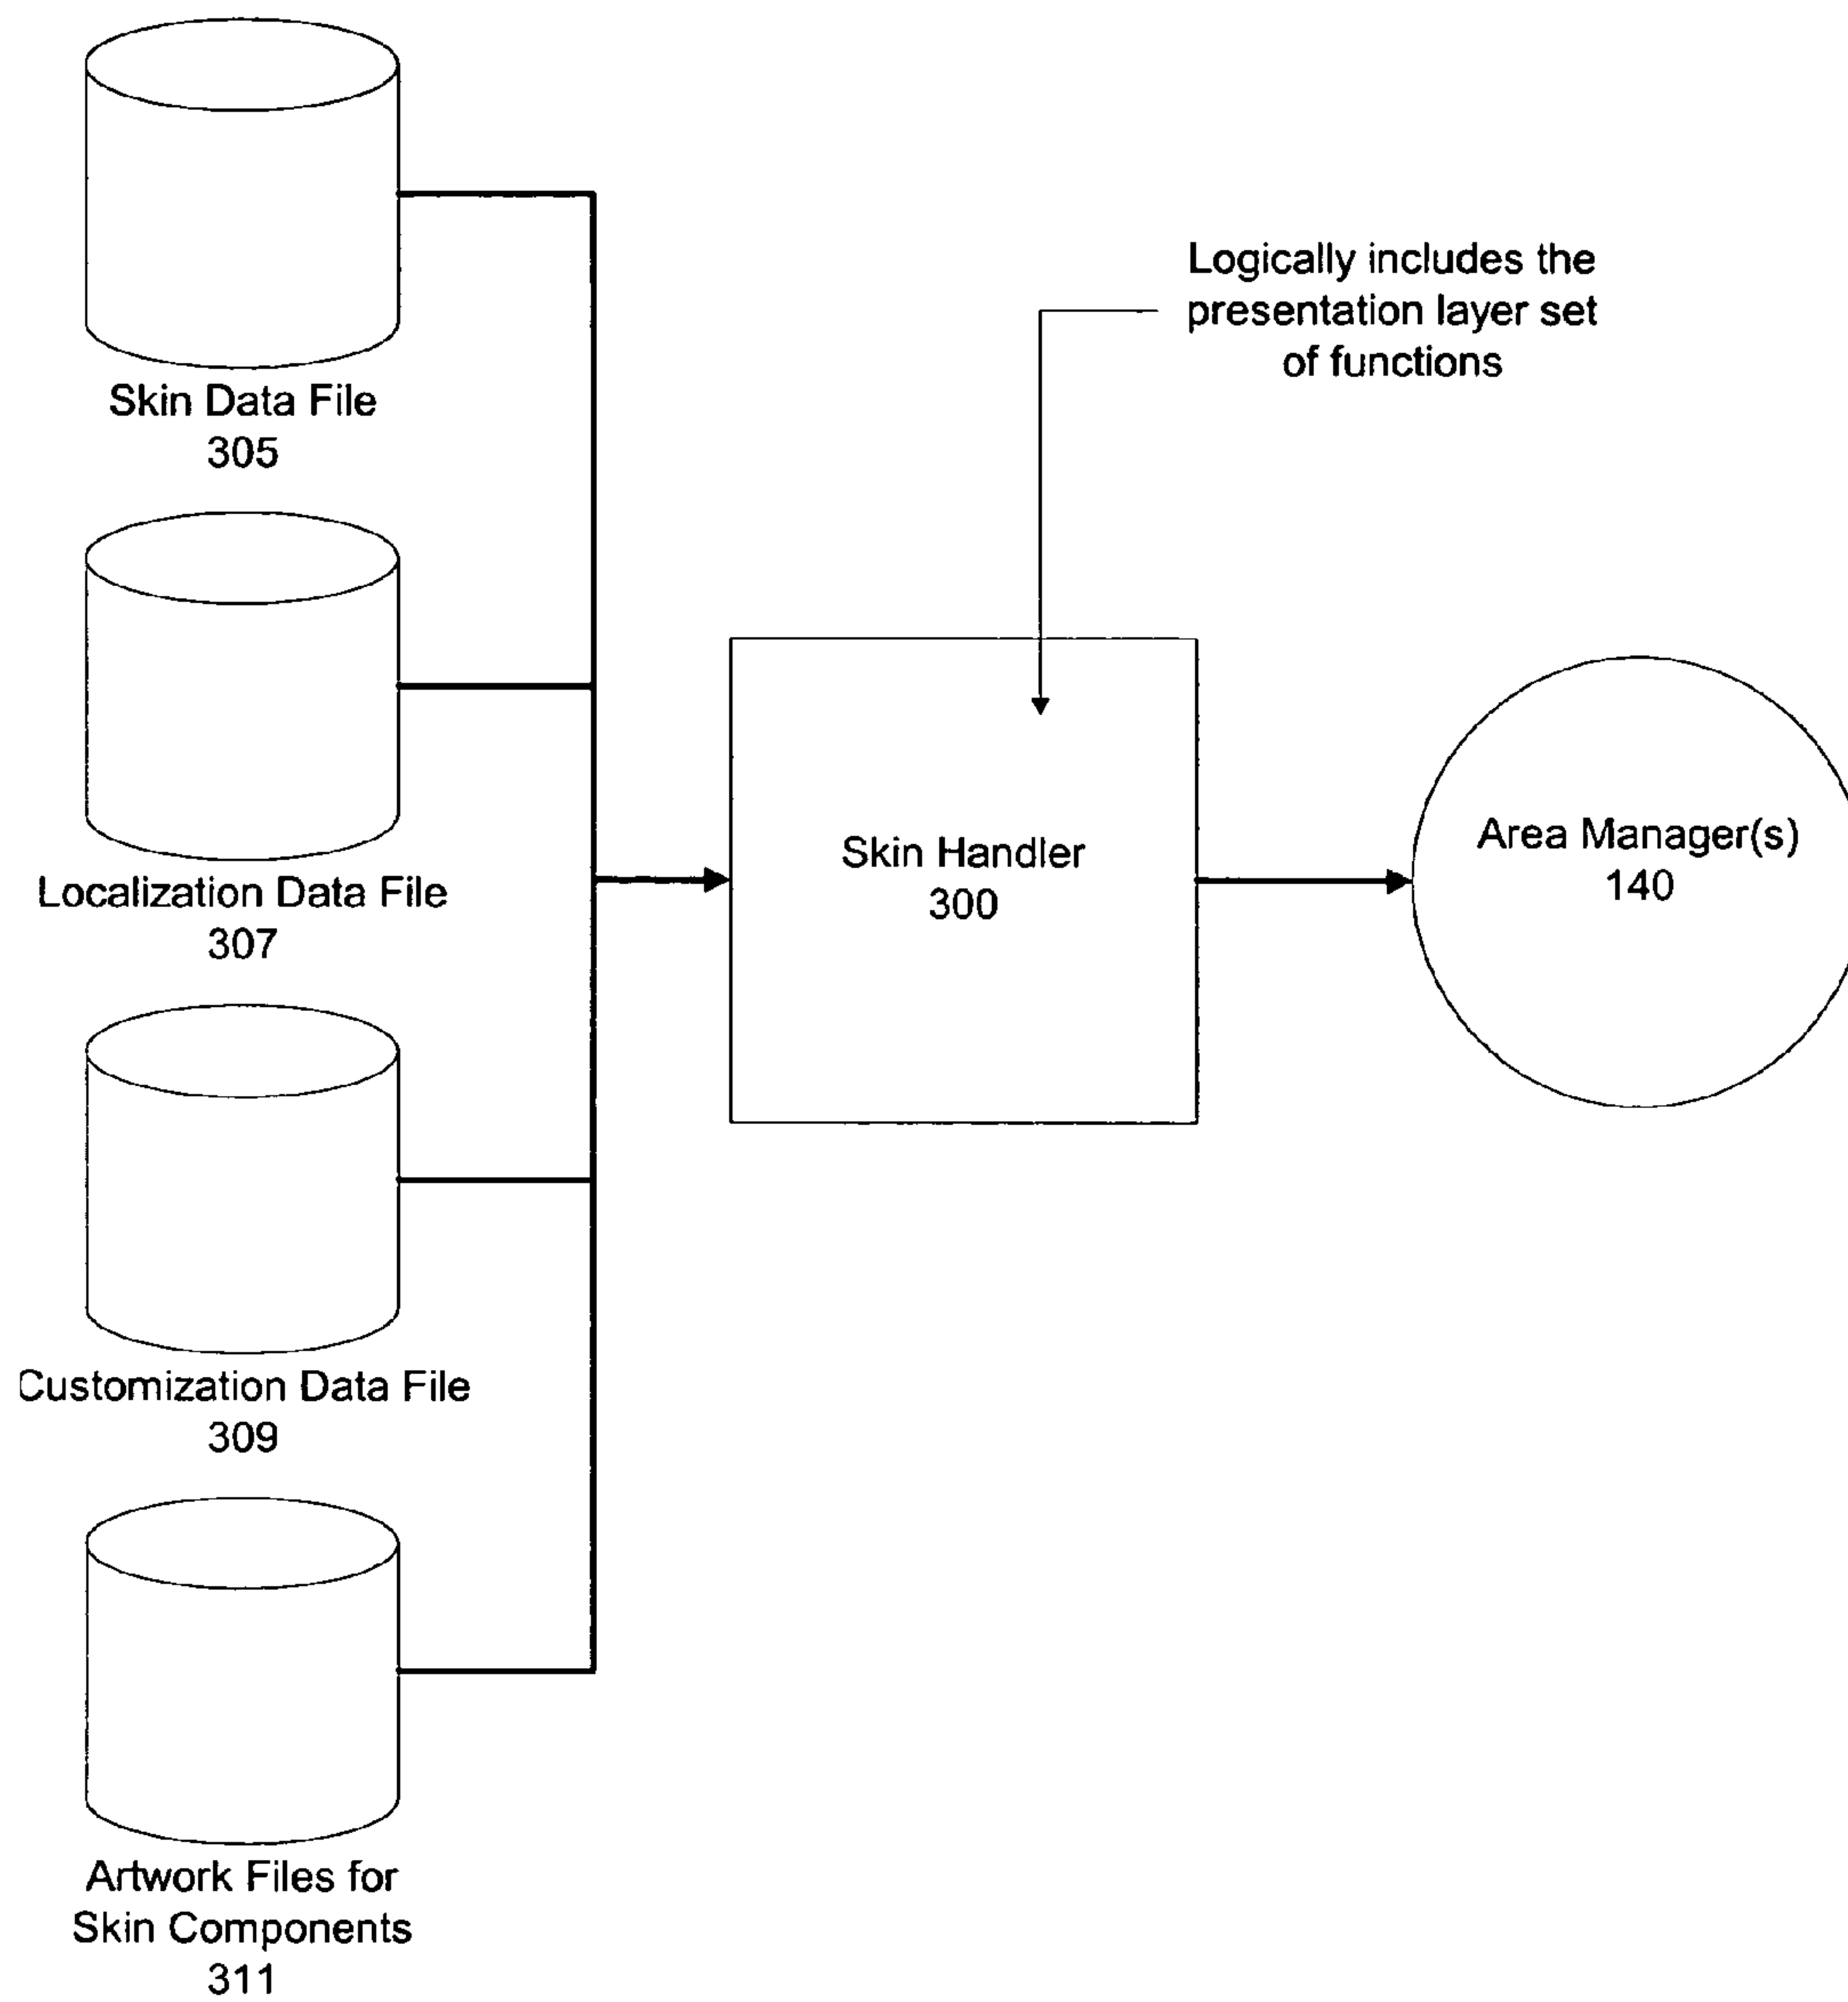 Logically includes the
presentation layer set
of functions
Skin Data File
305
Localization Data File
307
Skin Handler
300
Area Manager(s)
140
Customization Data File
309
Artwork Files for
Skin Components
311